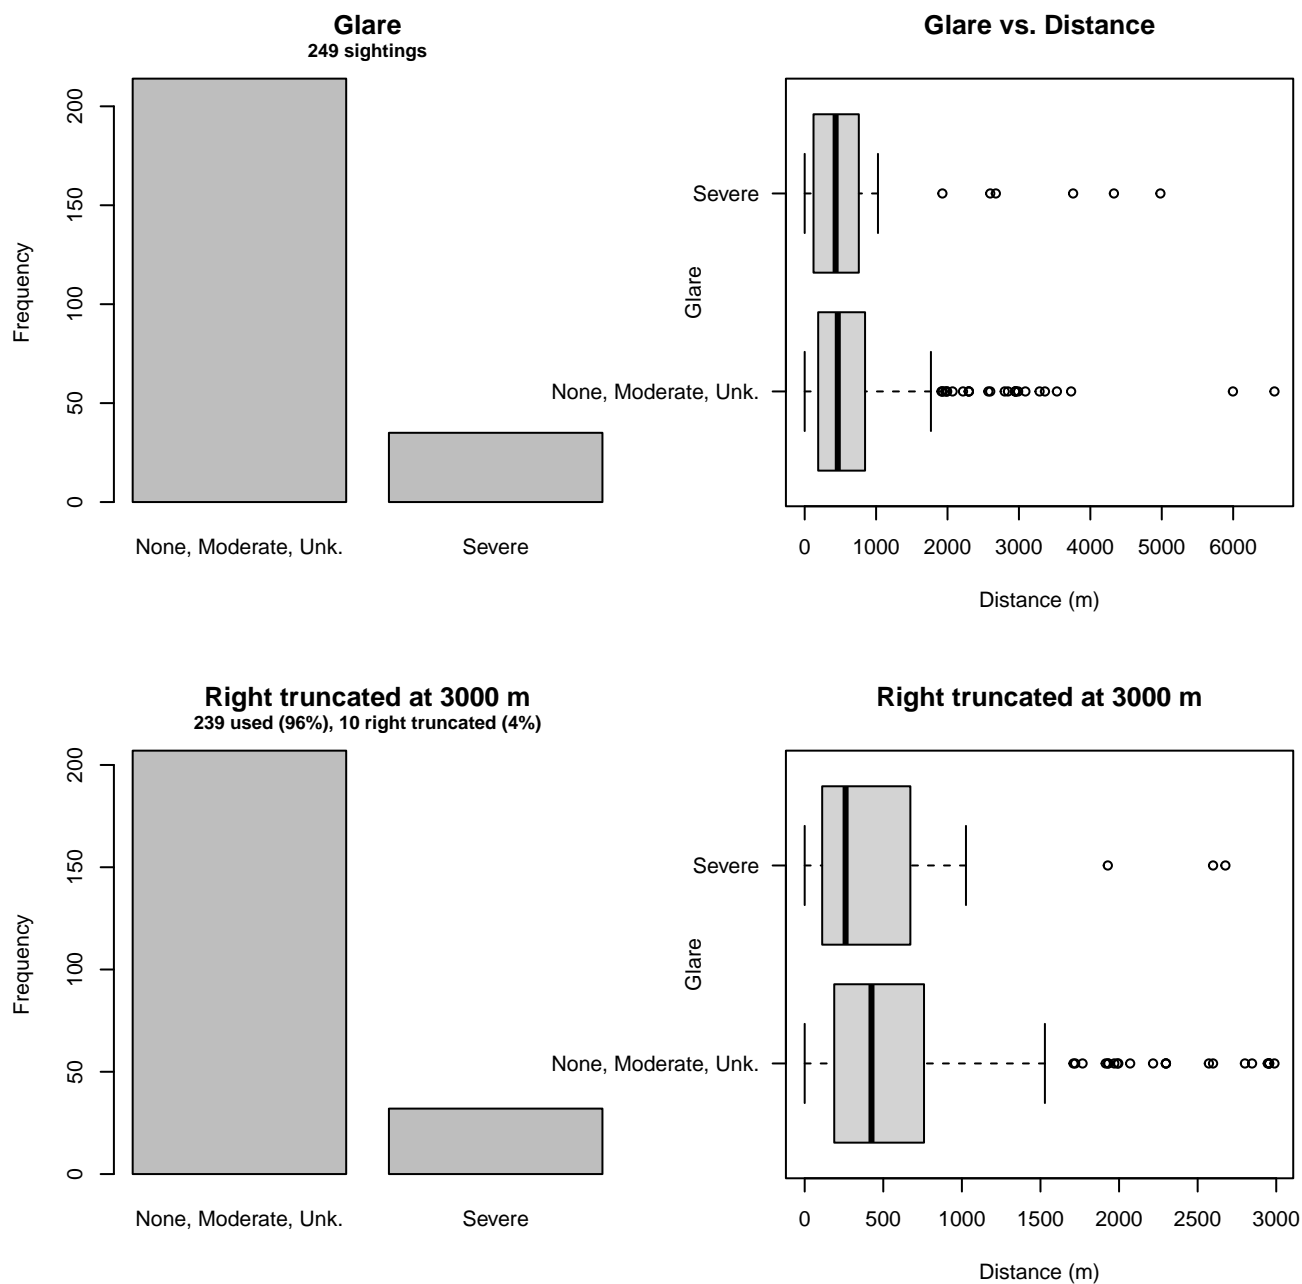 Glare
249 sightings
Frequency
0
50
100
150
200
None, Moderate, Unk.
Severe
Glare vs. Distance
Glare
Severe
None, Moderate, Unk.
0 1000 2000 3000 4000 5000 6000
Distance (m)
Right truncated at 3000 m
239 used (96%), 10 right truncated (4%)
Frequency
0
50
100
150
200
None, Moderate, Unk.
Severe
Right truncated at 3000 m
Glare
Severe
None, Moderate, Unk.
0 500 1000 1500 2000 2500 3000
Distance (m)